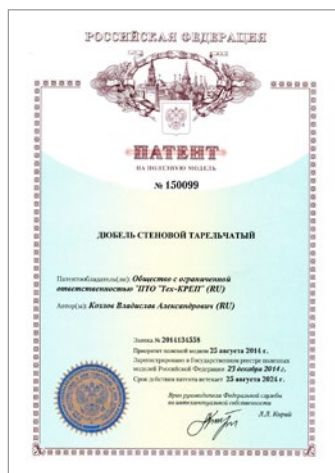 РОССИЙСКАЯ ФЕДЕРАЦИЯ
ПАТЕНТ
НА ПОЛЕЗНУЮ МОДЕЛЬ
№ 150099
ДЮБЕЛЬ СТЕНОВОЙ ТАРЕЛЬЧАТЫЙ
Патентообладатель(ли): Общество с ограниченной
ответственностью "ПТО "Тех-КРЕП" (RU)
Автор(ы): Козлов Владислав Александрович (RU)
Заявка № 2014134558
Приоритет полезной модели 25 августа 2014 г.
Зарегистрировано в Государственном реестре полезных
моделей Российской Федерации 23 декабря 2014 г.
Срок действия патента истекает 25 августа 2024 г.
Врио руководителя Федеральной службы
по интеллектуальной собственности
Л.Л. Кирий